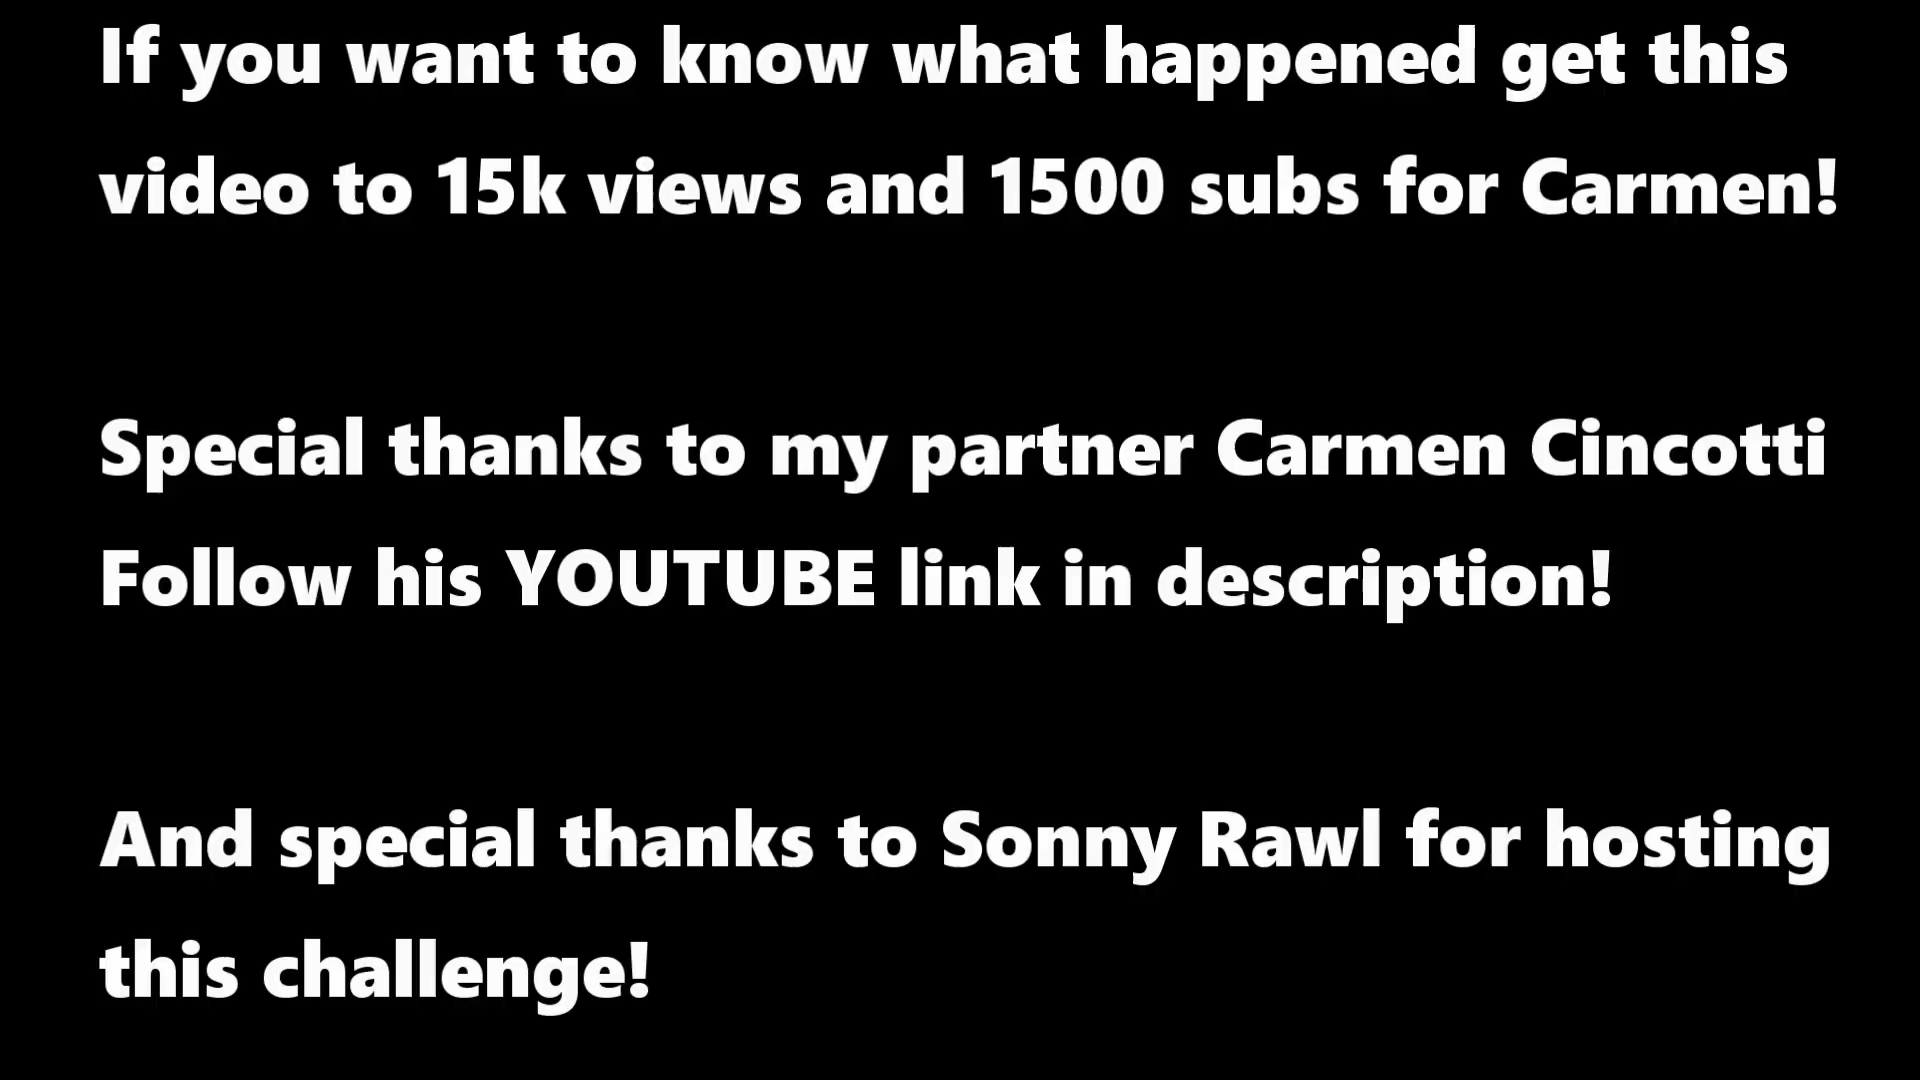 If you want to know what happened get this
video to 15k views and 1500 subs for Carmen!
Special thanks to my partner Carmen Cincotti
Follow his YOUTUBE link in description!
And special thanks to Sonny Rawl for hosting
this challenge!